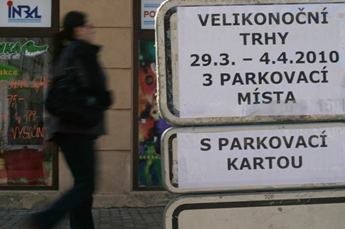 INTAL
VELIKONOČNÍ
TRHY
29.3. – 4.4.2010
3 PARKOVACÍ
MÍSTA
S PARKOVACÍ
KARTOU